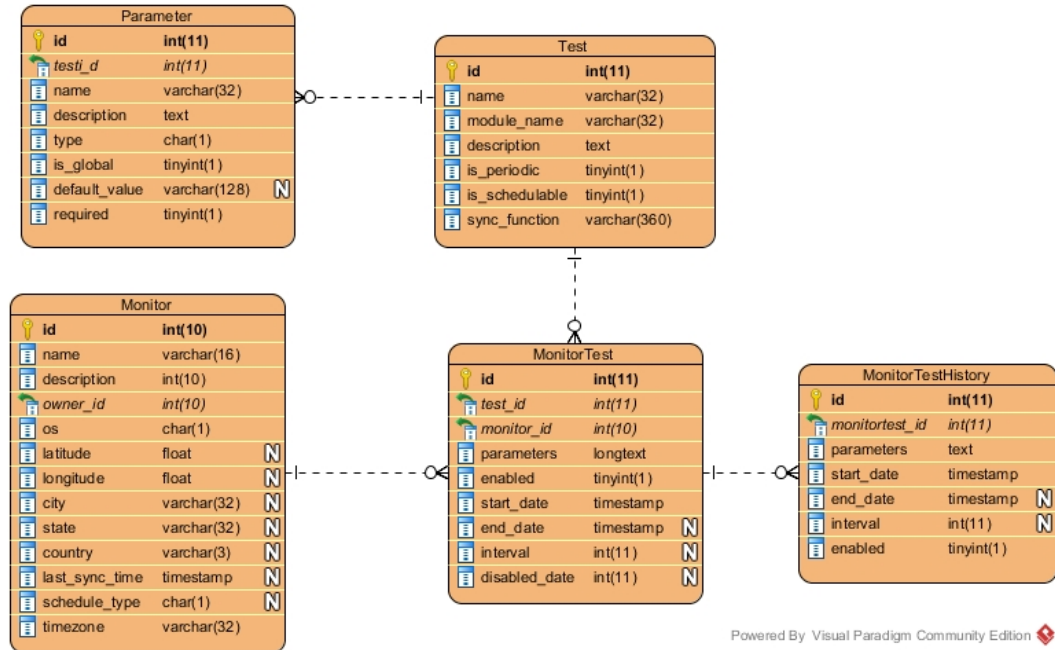 Parameter
id int(11)
testi_d int(11)
name varchar(32)
description text
type char(1)
is_global tinyint(1)
default_value varchar(128) N
required tinyint(1)
Test
id int(11)
name varchar(32)
module_name varchar(32)
description text
is_periodic tinyint(1)
is_schedulable tinyint(1)
sync_function varchar(360)
Monitor
id int(10)
name varchar(16)
description int(10)
owner_id int(10)
os char(1)
latitude float N
longitude float N
city varchar(32) N
state varchar(32) N
country varchar(3) N
last_sync_time timestamp N
schedule_type char(1) N
timezone varchar(32)
MonitorTest
id int(11)
test_id int(11)
monitor_id int(10)
parameters longtext
enabled tinyint(1)
start_date timestamp
end_date timestamp N
interval int(11) N
disabled_date int(11) N
MonitorTestHistory
id int(11)
monitortest_id int(11)
parameters text
start_date timestamp
end_date timestamp N
interval int(11) N
enabled tinyint(1)
Powered By Visual Paradigm Community Edition